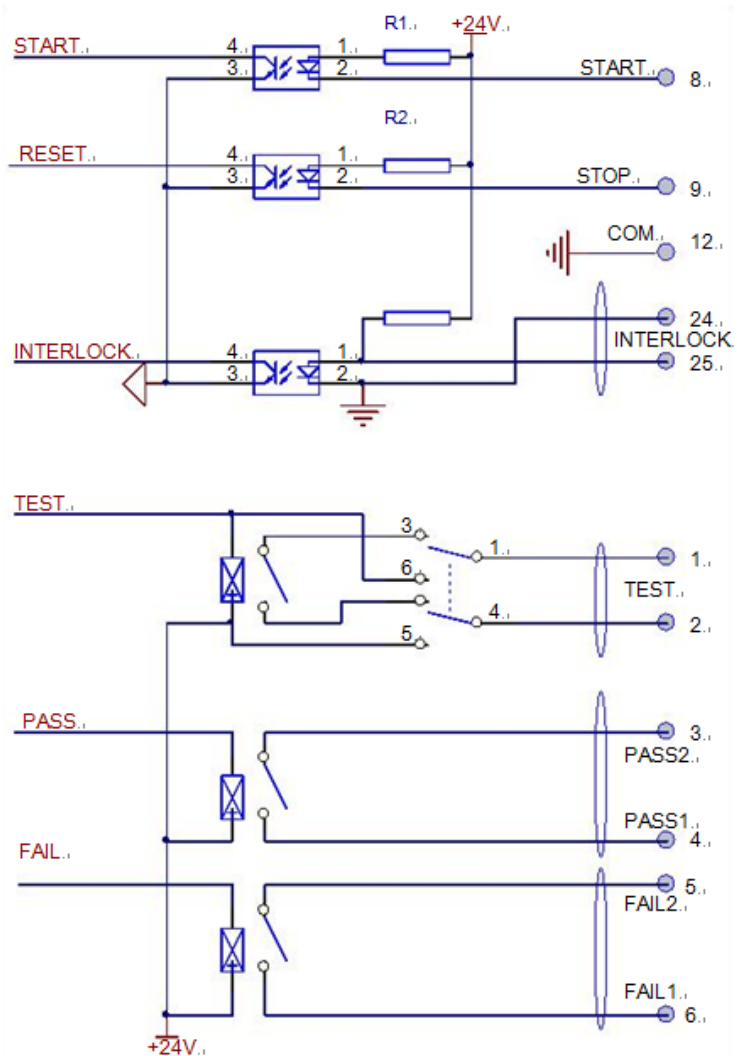 R1.
+24V.
START.
4.
1.
3.
2.
START.
8.
R2.
RESET.
4.
1.
3.
2.
STOP.
9.
COM.
12.
24.
INTERLOCK.
INTERLOCK.
4.
1.
25.
3.
2.
TEST.
3
1.
1.
6
TEST.
4.
2.
5
PASS.
3.
PASS2.
PASS1.
4.
FAIL.
5.
FAIL2.
FAIL1.
6.
+24V.